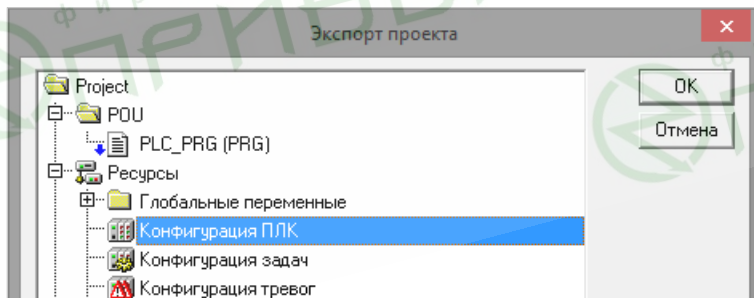 Экспорт проекта
Project
OK
POU
Отмена
PLC_PRG (PRG)
Ресурсы
Глобальные переменные
Конфигурация ПЛК
Конфигурация задач
Конфигурация тревог